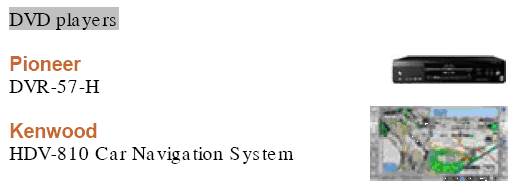 DVD players
Pioneer
DVR-57-H
Kenwood
HDV-810 Car Navigation System